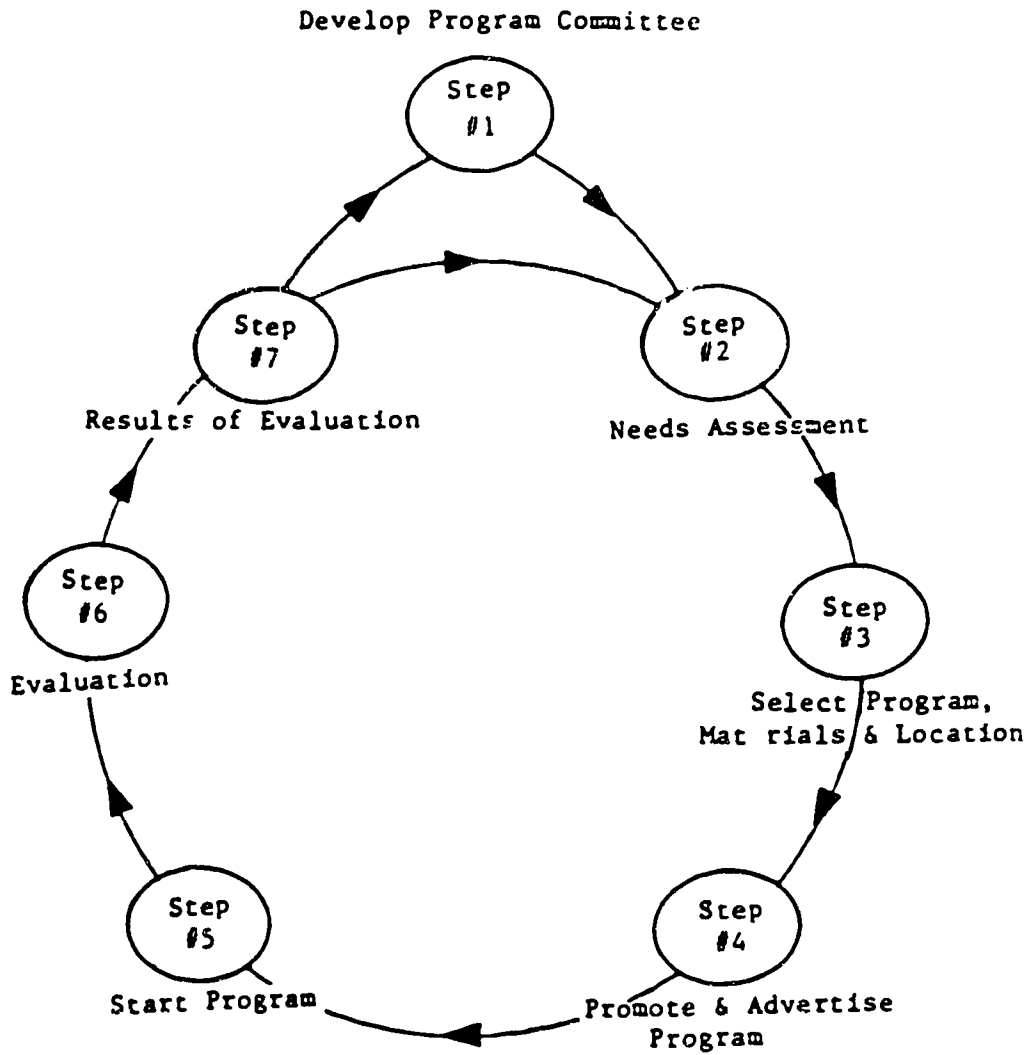 Develop Program Committee
Step
#1
Step
#7
Step
#2
Results of Evaluation
Needs Assessment
Step
#6
Step
#3
Evaluation
Select Program,
Mat rials & Location
Step
#5
Step
#4
Start Program
Promote & Advertise
Program